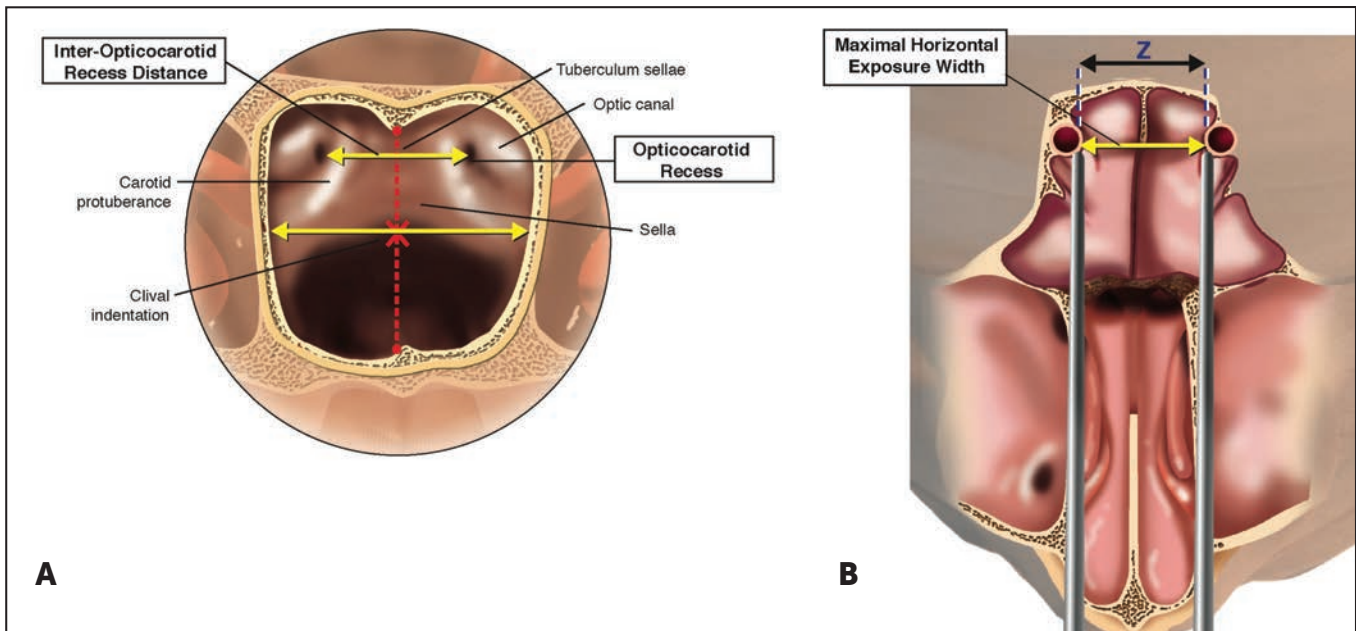 Inter-Opticocarotid
Recess Distance
Tuberculum sellae
Optic canal
Opticocarotid
Recess
Carotid
protuberance
Sella
Clival
indentation
A
Maximal Horizontal
Exposure Width
Z
B